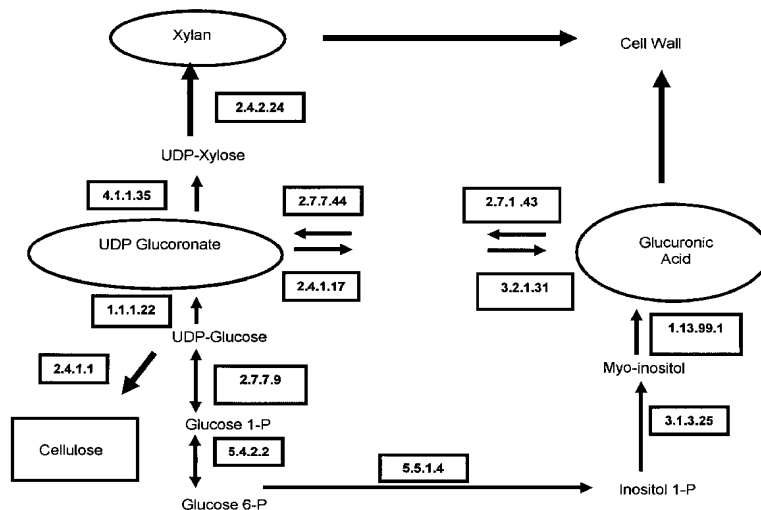 Xylan
Cell Wall
2.4.2.24
UDP-Xylose
4.1.1.35
2.7.7.44
2.7.1 .43
UDP Glucoronate
Glucuronic
Acid
2.4.1.17
3.2.1.31
1.1.1.22
UDP-Glucose
1.13.99.1
2.4.1.1
2.7.7.9
Myo-inositol
Glucose 1-P
3.1.3.25
Cellulose
5.4.2.2
5.5.1.4
Glucose 6-P
Inositol 1-P